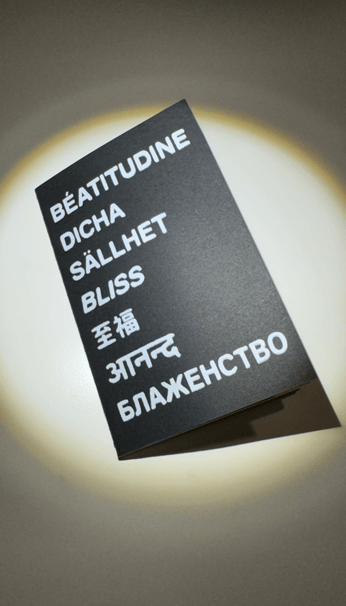 BÉATITUDINE
DICHA
SÄLLHET
BLISS
至福
आनन्द
БЛАЖЕНСТВО